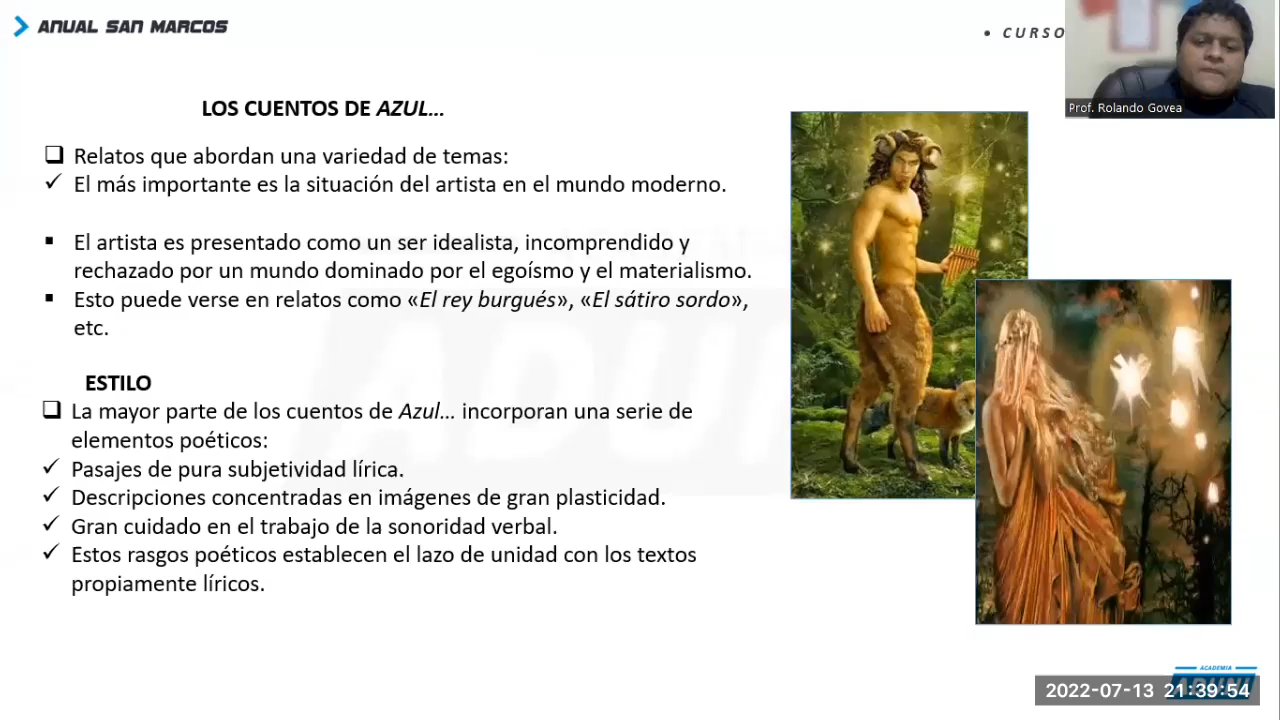 ANUAL SAN MARCOS
• CURSO
Prof. Rolando Govea
LOS CUENTOS DE AZUL...
❑ Relatos que abordan una variedad de temas:
✓ El más importante es la situación del artista en el mundo moderno.
▪ El artista es presentado como un ser idealista, incomprendido y
rechazado por un mundo dominado por el egoísmo y el materialismo.
▪ Esto puede verse en relatos como «El rey burgués», «El sátiro sordo»,
etc.
ESTILO
❑ La mayor parte de los cuentos de Azul... incorporan una serie de
elementos poéticos:
✓ Pasajes de pura subjetividad lírica.
✓ Descripciones concentradas en imágenes de gran plasticidad.
✓ Gran cuidado en el trabajo de la sonoridad verbal.
✓ Estos rasgos poéticos establecen el lazo de unidad con los textos
propiamente líricos.
ACADEMIA
ADUNI
2022-07-13 21:39:54